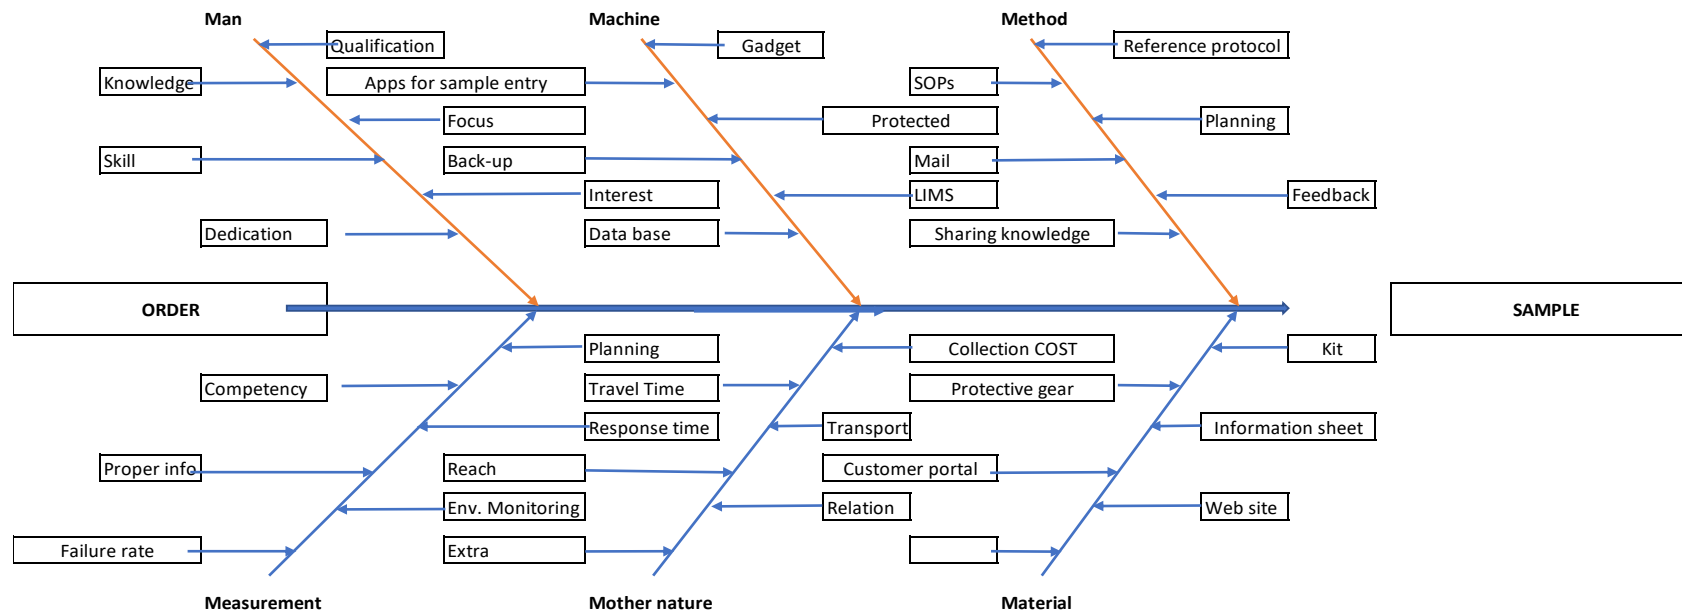 Man
Machine
Method
Qualification
Gadget
Reference protocol
Knowledge
Apps for sample entry
SOPs
Focus
Protected
Planning
Skill
Back-up
Mail
Interest
LIMS
Feedback
Dedication
Data base
Sharing knowledge
ORDER
SAMPLE
Planning
Collection COST
Kit
Competency
Travel Time
Protective gear
Response time
Transport
Information sheet
Proper info
Reach
Customer portal
Env. Monitoring
Relation
Web site
Failure rate
Extra
Measurement
Mother nature
Material